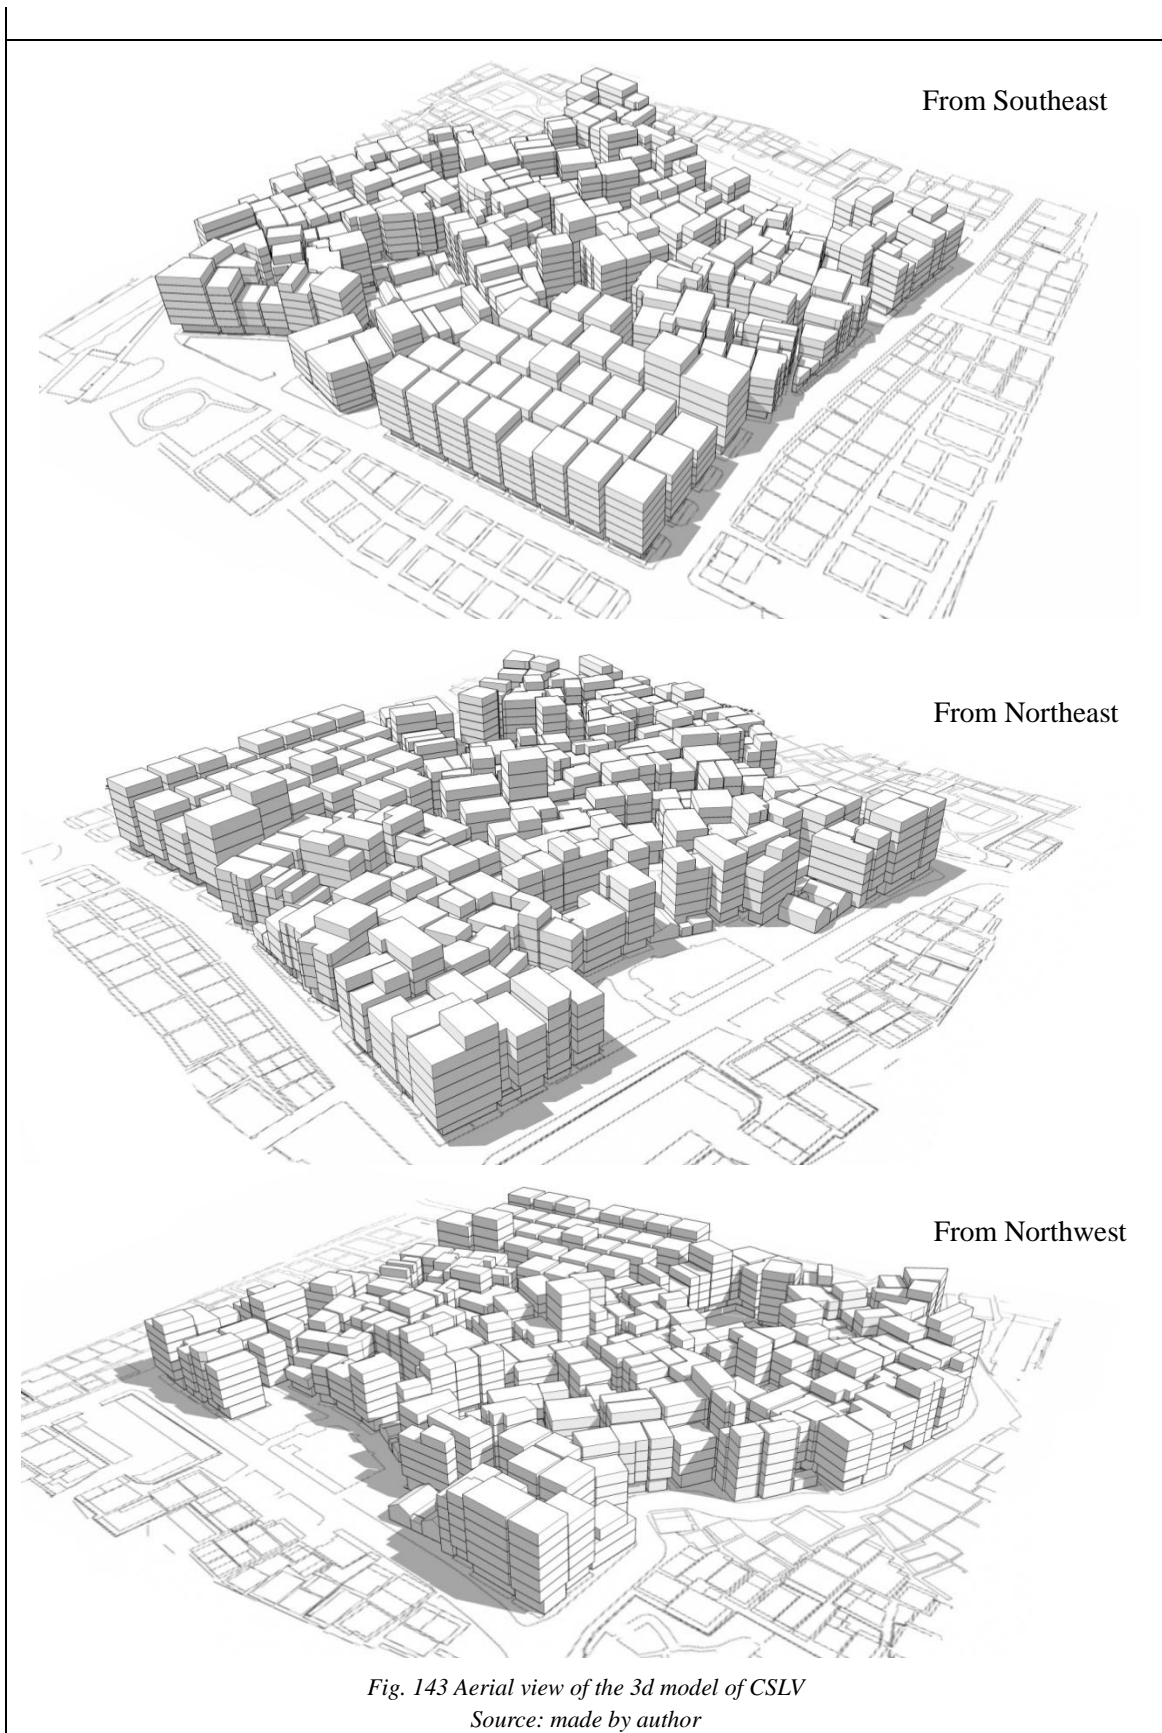 From Southeast
From Northeast
From Northwest
Fig. 143 Aerial view of the 3d model of CSLV
Source: made by author